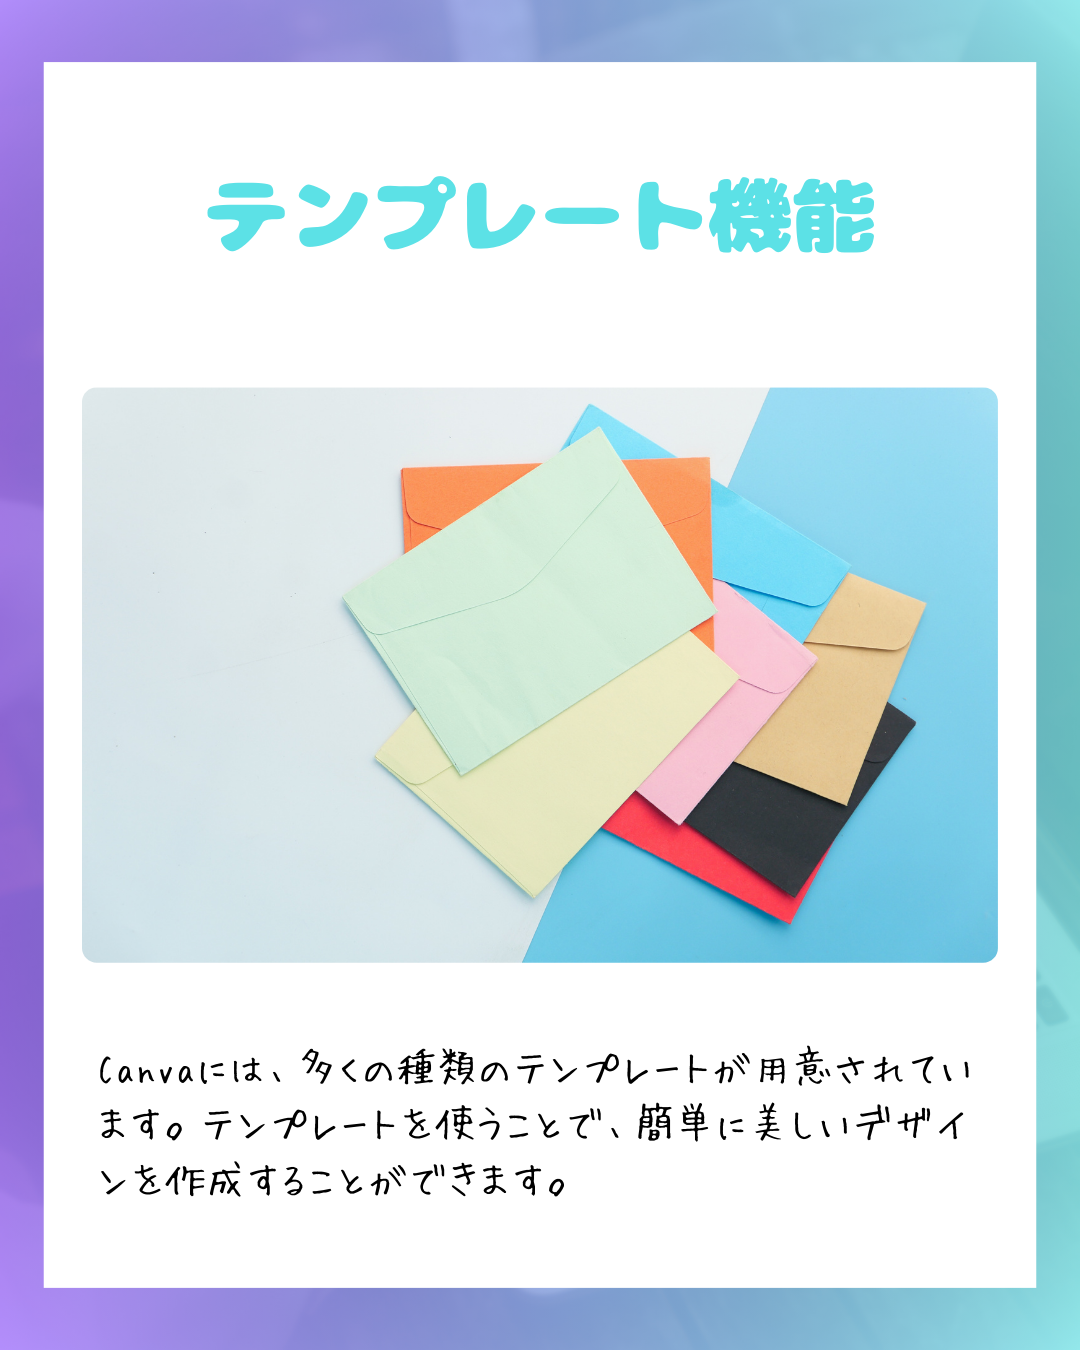 テンプレート機能
Canvaには、多くの種類のテンプレートが用意されてい
ます。テンプレートを使うことで、簡単に美しいデザイ
ンを作成することができます。